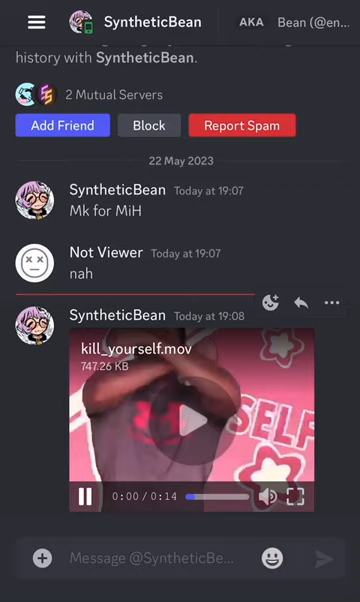 SyntheticBean AKA Bean (@en...
history with SyntheticBean.
2 Mutual Servers
Add Friend Block Report Spam
22 May 2023
SyntheticBean Today at 19:07
Mk for MiH
Not Viewer Today at 19:07
nah
SyntheticBean Today at 19:08
kill_yourself.mov
747.26 KB
SELF
0:00 / 0:14
Message @SyntheticBe...